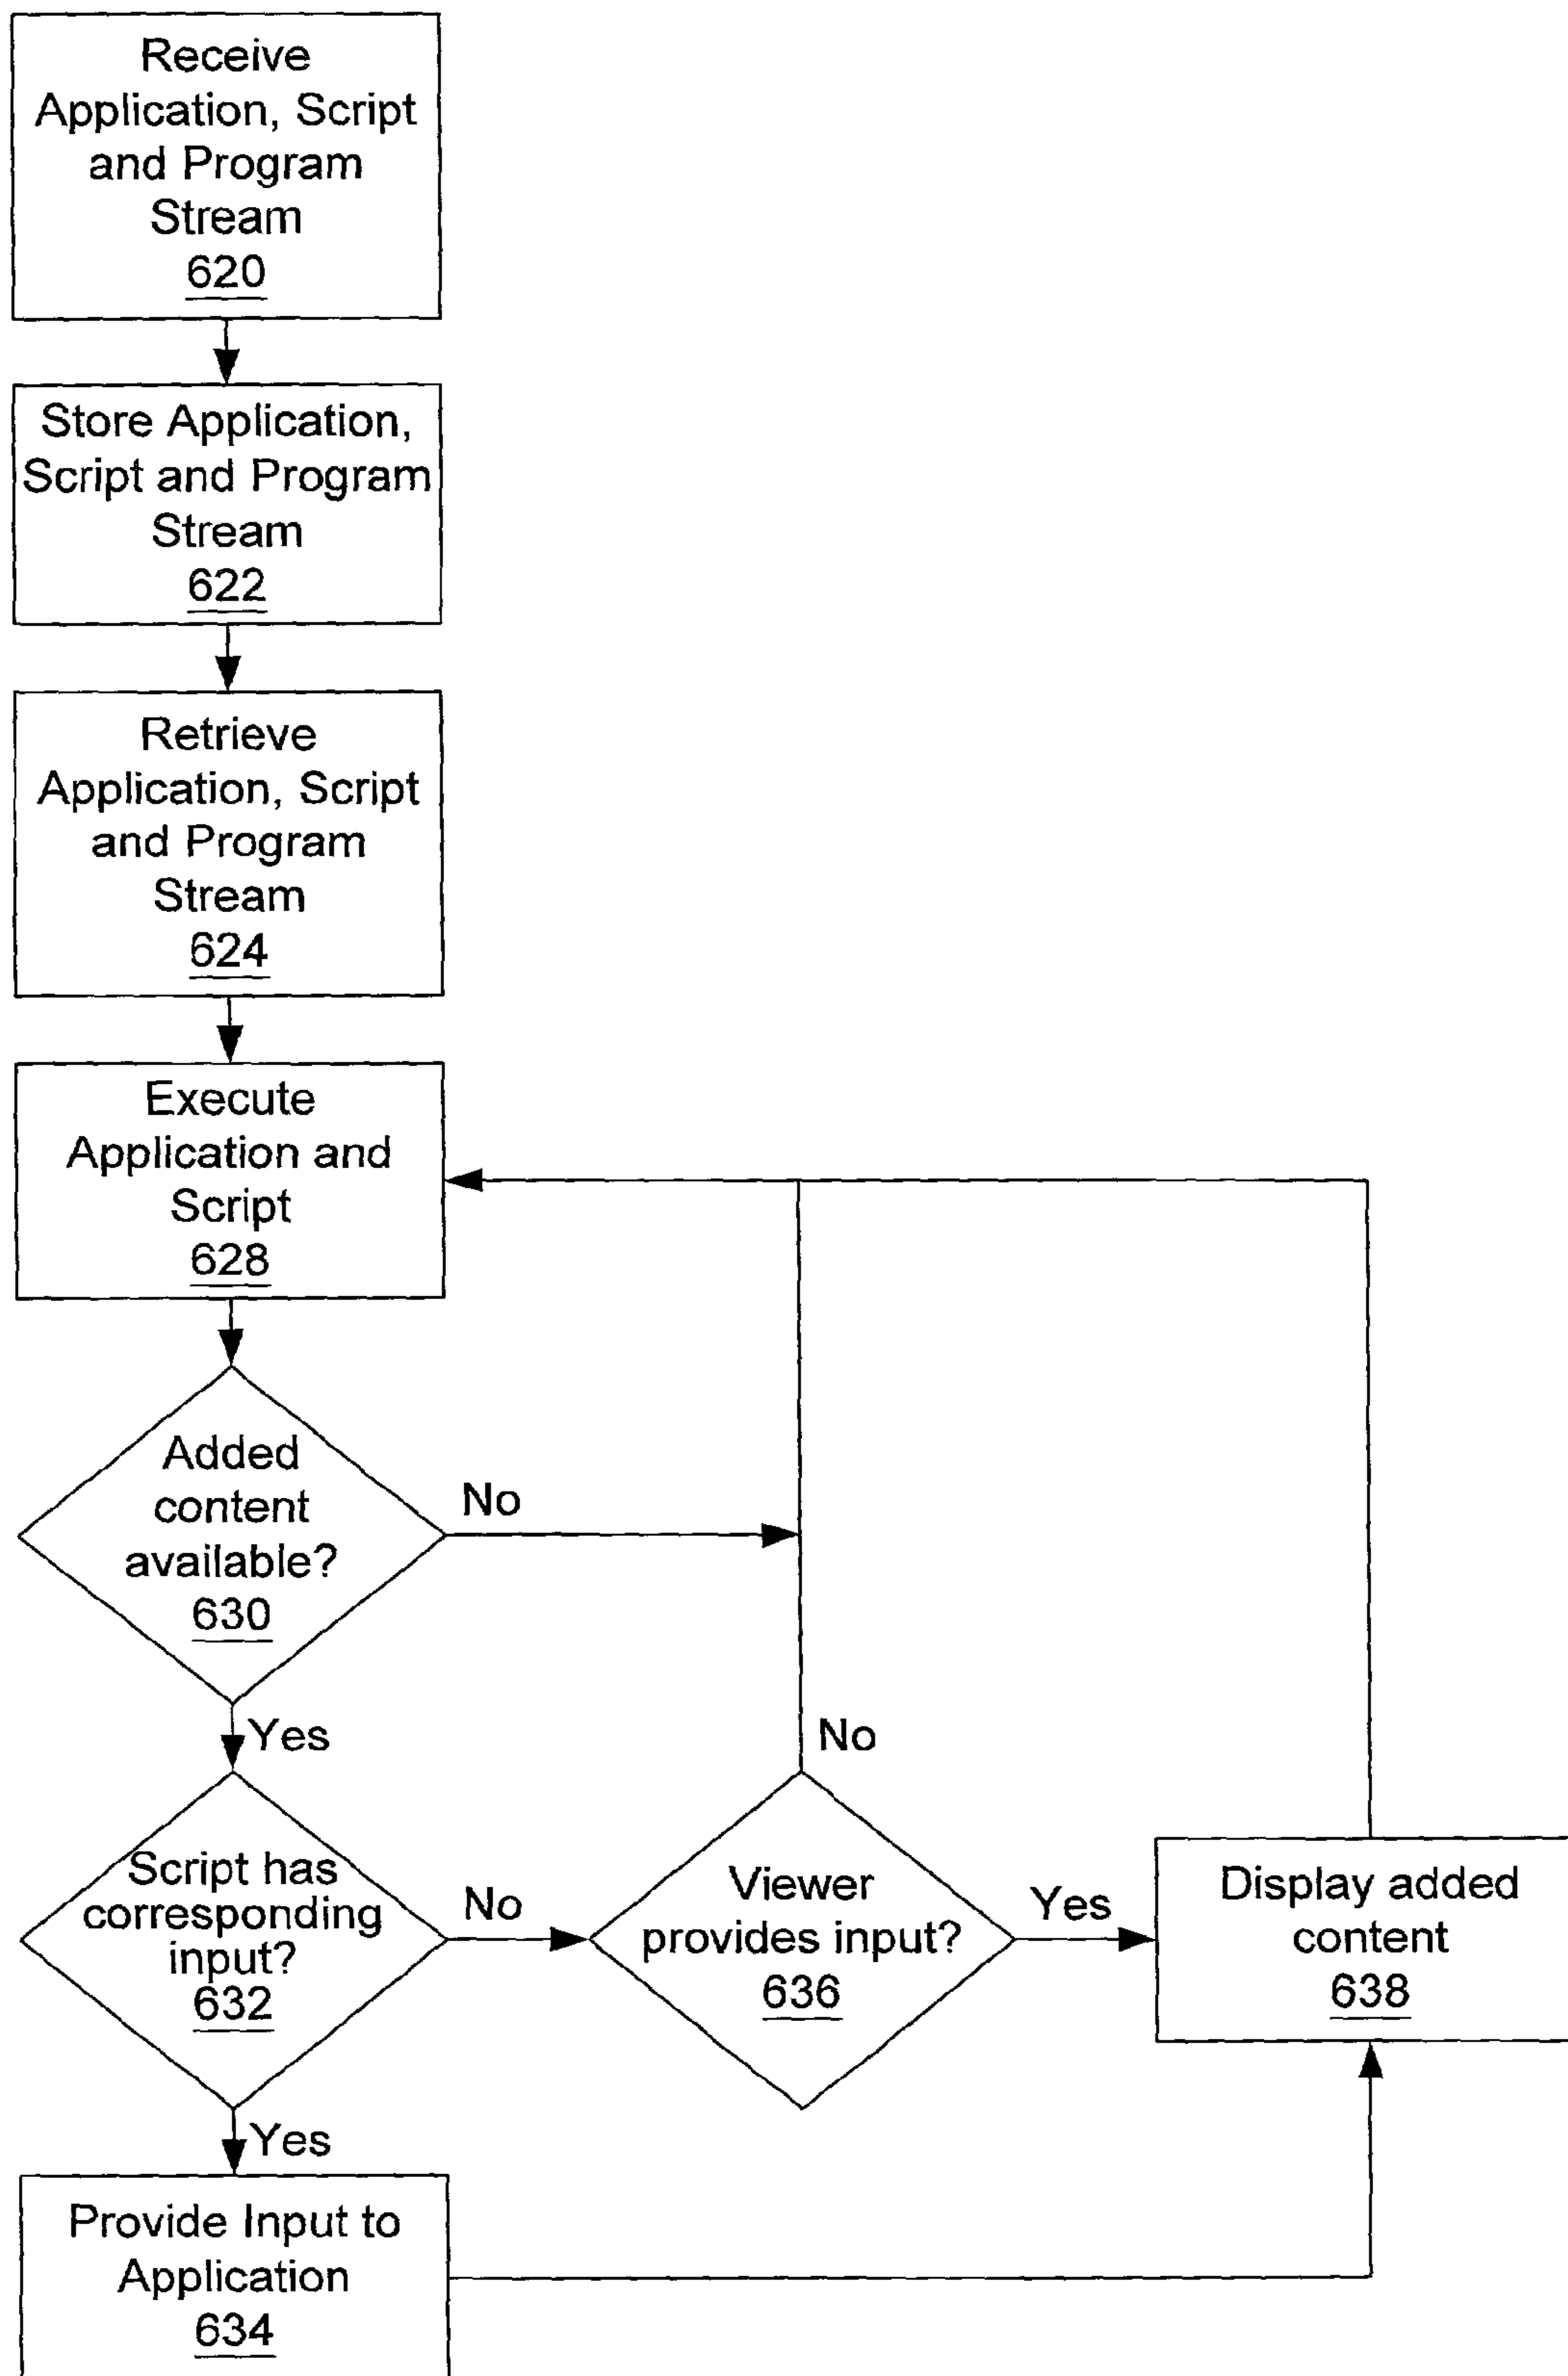 Receive
Application, Script
and Program
Stream
620
Store Application,
Script and Program
Stream
622
Retrieve
Application, Script
and Program
Stream
624
Execute
Application and
Script
628
Added
content
available?
630
No
Yes
Script has
corresponding
input?
632
No
Viewer
provides input?
636
No
Yes
Display added
content
638
Yes
Provide Input to
Application
634